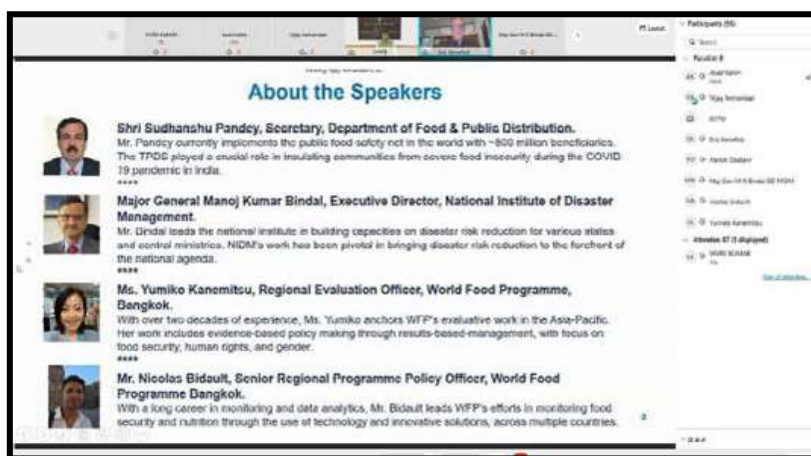 About the Speakers
Shri Sudhanshu Pandey, Secretary, Department of Food & Public Distribution.
Mr. Pandey currently implements the public food safety net in the world with ~800 million beneficiaries.
The TPDS played a crucial role in insulating communities from severe food insecurity during the COVID
19 pandemic in India.
****
Major General Manoj Kumar Bindal, Executive Director, National Institute of Disaster
Management.
Mr. Bindal leads the national institute in building capacities on disaster risk reduction for various states
and central ministries. NIDM's work has been pivotal in bringing disaster risk reduction to the forefront of
the national agenda.
****
Ms. Yumiko Kanemitsu, Regional Evaluation Officer, World Food Programme,
Bangkok.
With over two decades of experience, Ms. Yumiko anchors WFP's evaluative work in the Asia-Pacific.
Her work includes evidence-based policy making through results-based-management, with focus on
food security, human rights, and gender.
****
Mr. Nicolas Bidault, Senior Regional Programme Policy Officer, World Food
Programme Bangkok.
With a long career in monitoring and data analytics, Mr. Bidault leads WFP's efforts in monitoring food
security and nutrition through the use of technology and innovative solutions, across multiple countries.
Layout
Participants
Search
Yumiko Kanemitsu